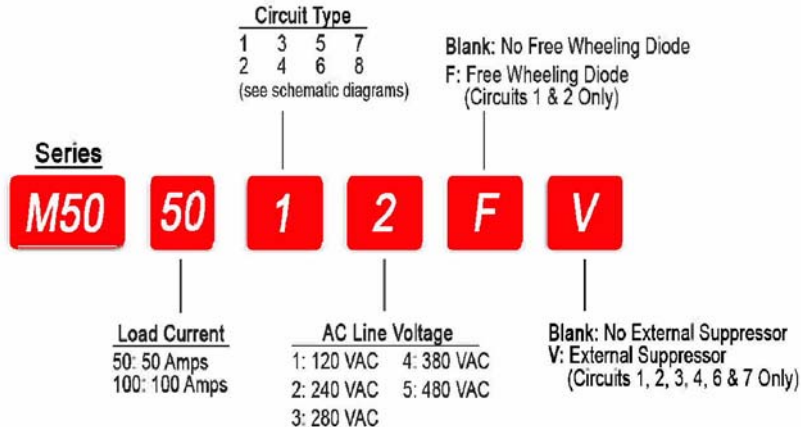 Circuit Type
1 3 5 7
2 4 6 8
(see schematic diagrams)
Blank: No Free Wheeling Diode
F: Free Wheeling Diode
(Circuits 1 & 2 Only)
Series
M50 50 1 2 F V
Load Current
50: 50 Amps
100: 100 Amps
AC Line Voltage
1: 120 VAC 4: 380 VAC
2: 240 VAC 5: 480 VAC
3: 280 VAC
Blank: No External Suppressor
V: External Suppressor
(Circuits 1, 2, 3, 4, 6 & 7 Only)